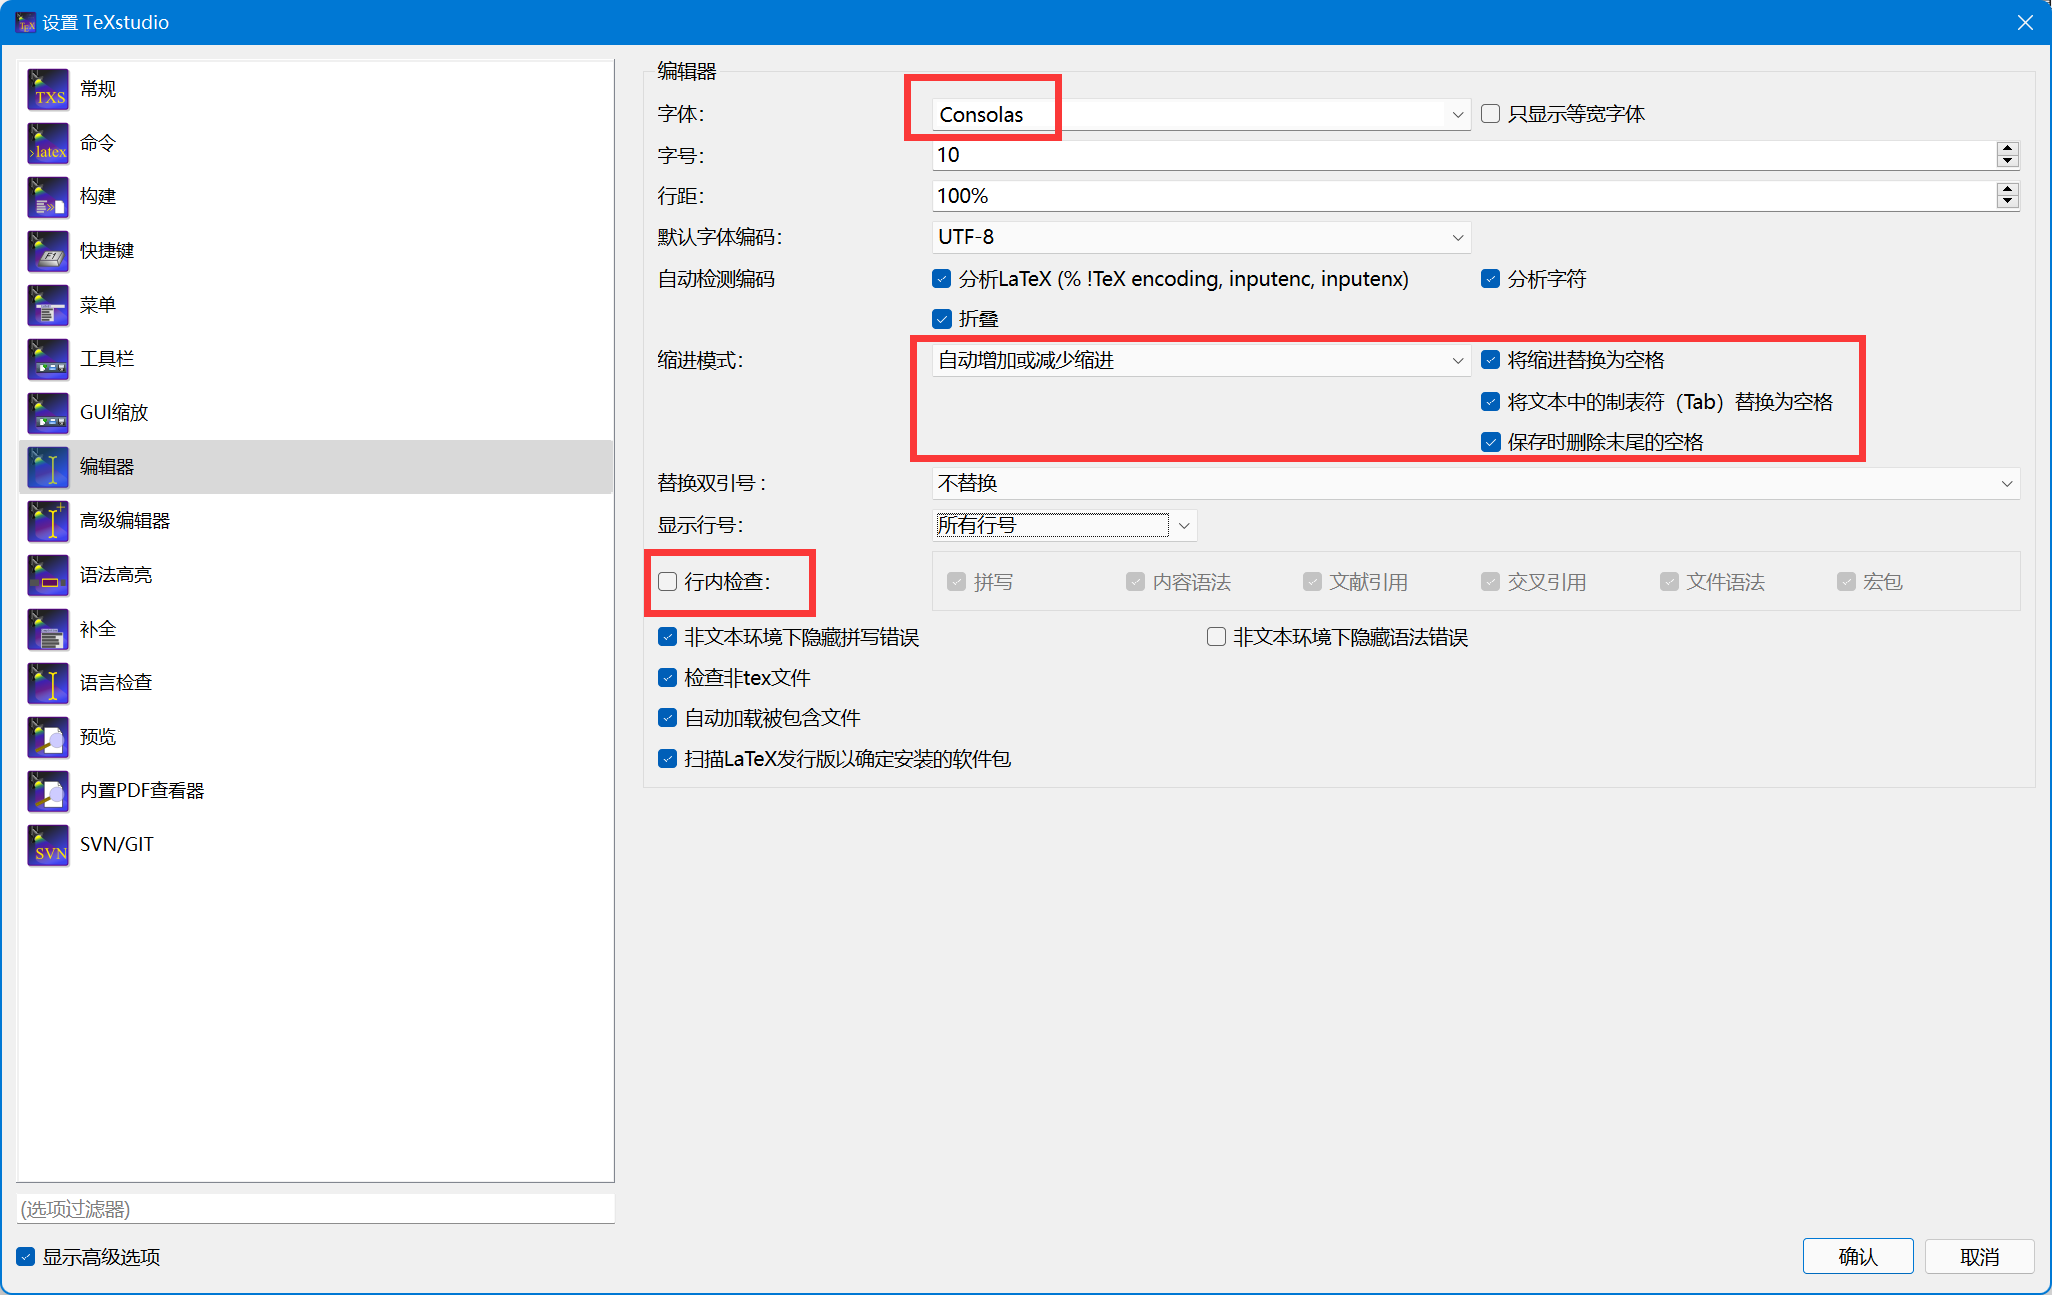 设置 TeXstudio
常规
命令
构建
快捷键
菜单
工具栏
GUI缩放
编辑器
高级编辑器
语法高亮
补全
语言检查
预览
内置PDF查看器
SVN/GIT
(选项过滤器)
显示高级选项
编辑器
字体： Consolas 只显示等宽字体
字号： 10
行距： 100%
默认字体编码： UTF-8
自动检测编码 分析LaTeX (% !TeX encoding, inputenc, inputenx) 分析字符
折叠
缩进模式： 自动增加或减少缩进 将缩进替换为空格
将文本中的制表符（Tab）替换为空格
保存时删除末尾的空格
替换双引号： 不替换
显示行号： 所有行号
行内检查： 拼写 内容语法 文献引用 交叉引用 文件语法 宏包
非文本环境下隐藏拼写错误 非文本环境下隐藏语法错误
检查非tex文件
自动加载被包含文件
扫描LaTeX发行版以确定安装的软件包
确认 取消